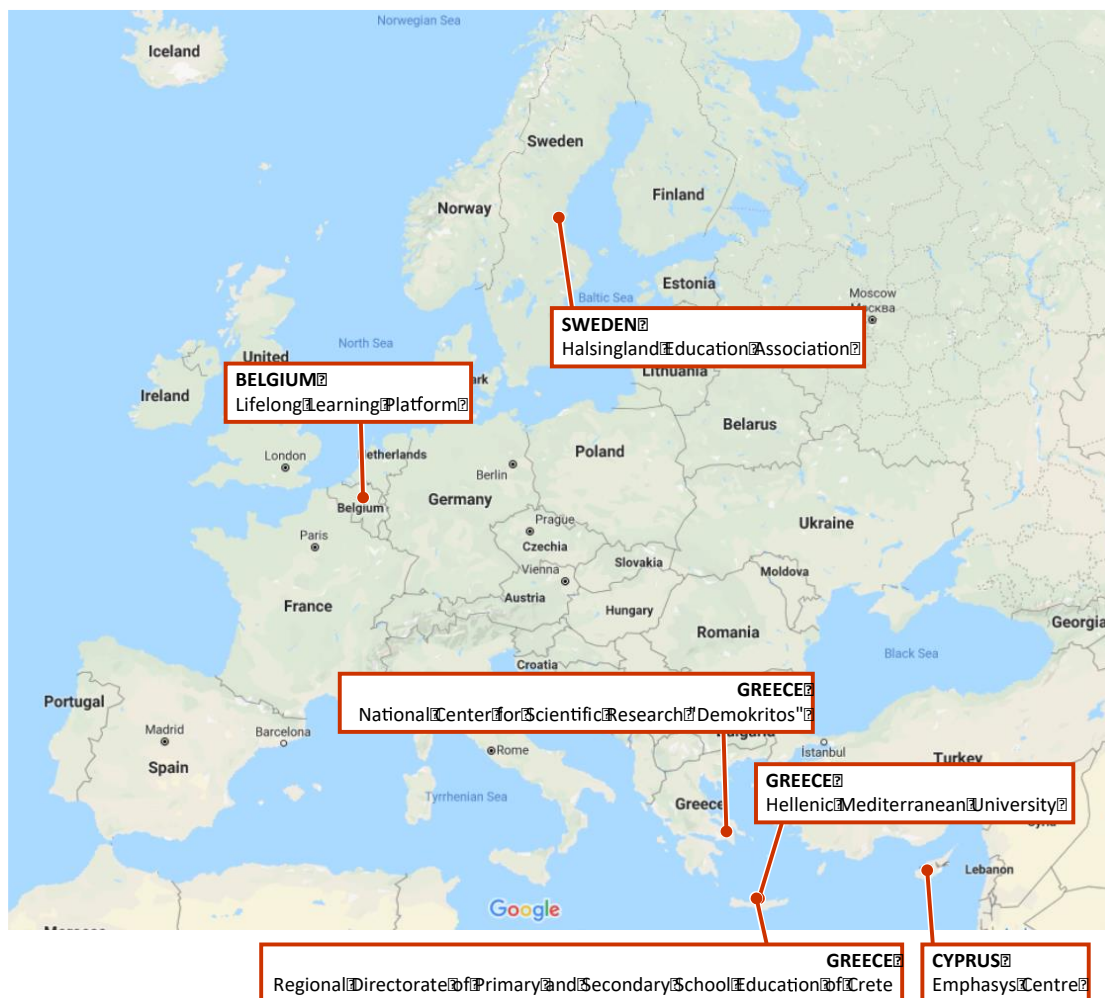 Norwegian Sea
Iceland
Sweden
Finland
Norway
Estonia
Baltic Sea
Moscow
Москва
SWEDEN
Halsingland Education Association
North Sea
United
Lithuania
BELGIUM
Lifelong Learning Platform
Ireland
Belarus
London
etherlands
Poland
Berlin
Germany
Belgium
Ukraine
Prague
Paris
Czechia
Slovakia
Vienna
Moldova
Austria
France
Hungary
Georgia
Romania
Black Sea
Croatia
GREECE
National Center for Scientific Research "Demokritos"
Portugal
Madrid
Barcelona
Rome
İstanbul
Turkey
Spain
GREECE
Hellenic Mediterranean University
Tyrrhenian Sea
Greece
Lebanon
Google
GREECE
Regional Directorate of Primary and Secondary School Education of Crete
CYPRUS
Emphasys Centre